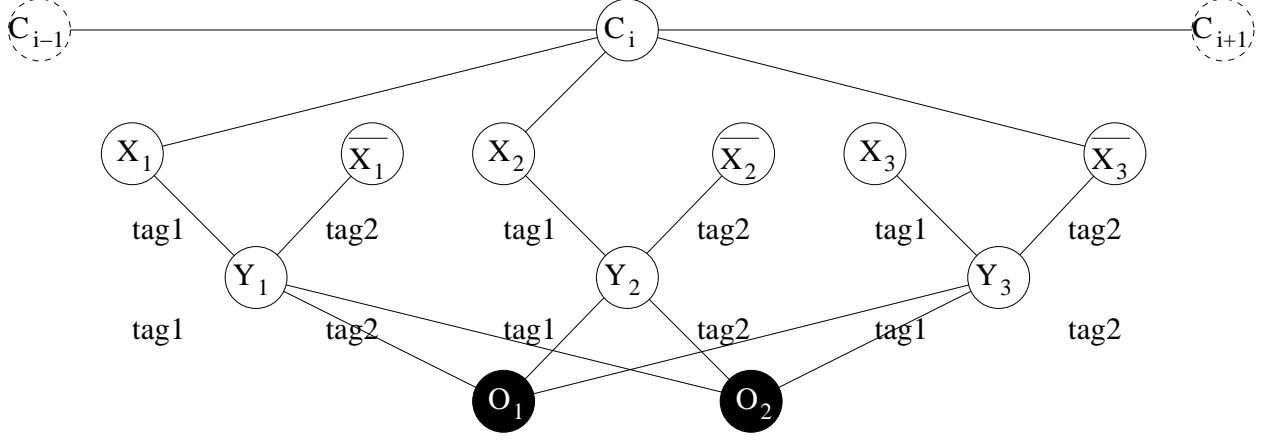 C i−1 C i C i+1
X 1 X 1 X 2 X 2 X 3 X 3
tag1 tag2 tag1 tag2 tag1 tag2
Y 1 Y 2 Y 3
tag1 tag2 tag1 tag2 tag1 tag2
O 1 O 2